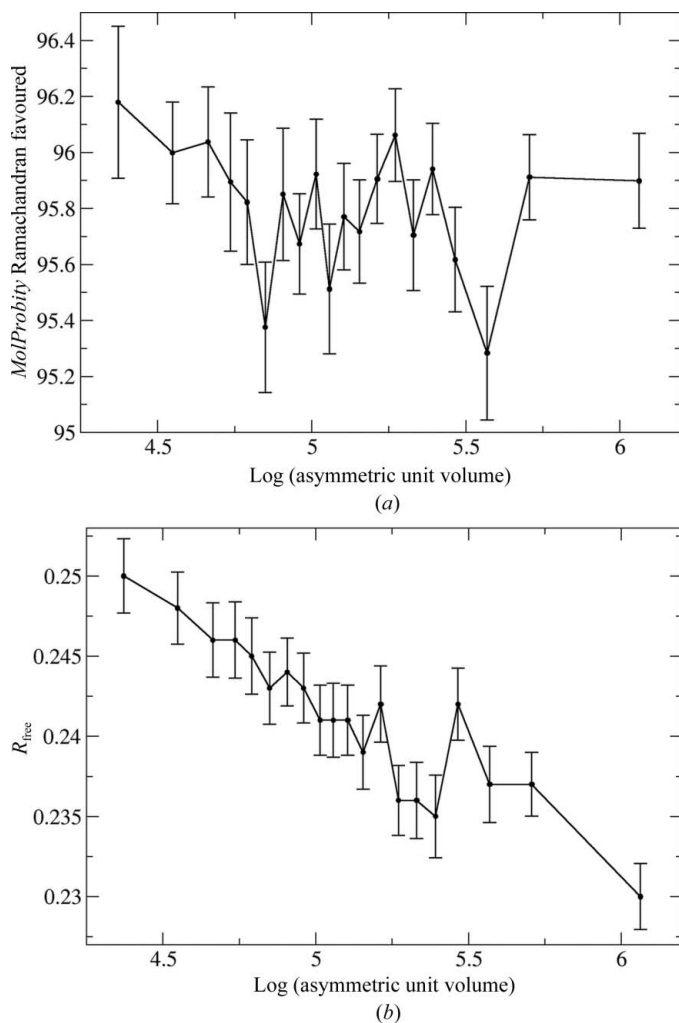 96.4
96.2
96
95.8
95.6
95.4
95.2
95
MolProbity Ramachandran favoured
4.5 5 5.5 6
Log (asymmetric unit volume)
(a)
0.25
0.245
0.24
0.235
0.23
Rfree
4.5 5 5.5 6
Log (asymmetric unit volume)
(b)